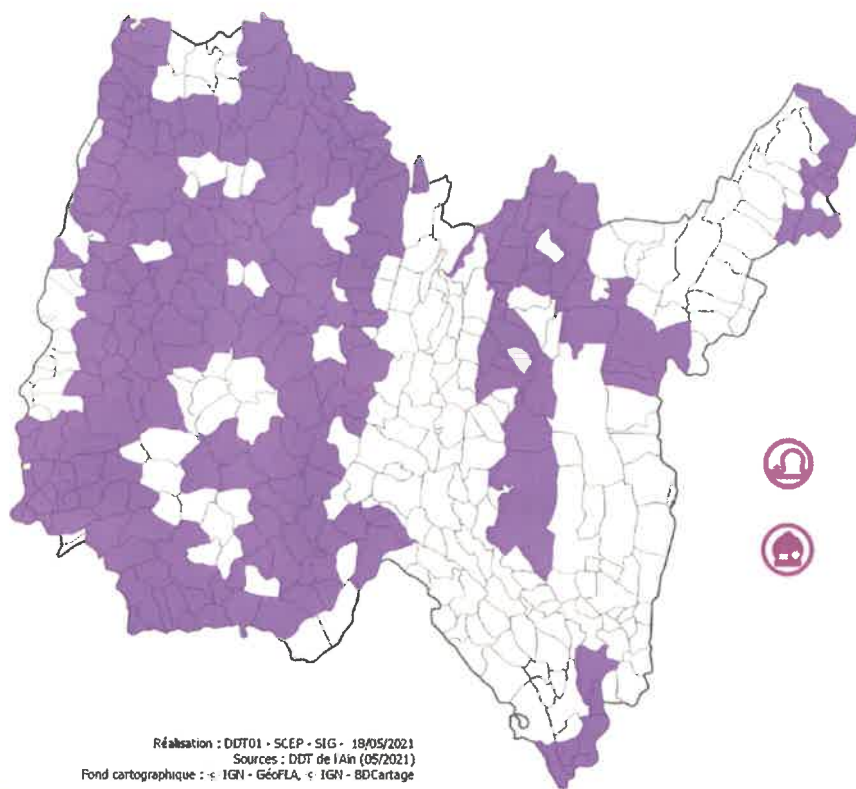 Réalisation : DDT01 - SCEP - SIG - 18/05/2021
Sources : DDT de l'Ain (05/2021)
Fond cartographique : © IGN - GéoFLA, © IGN - BDCartage